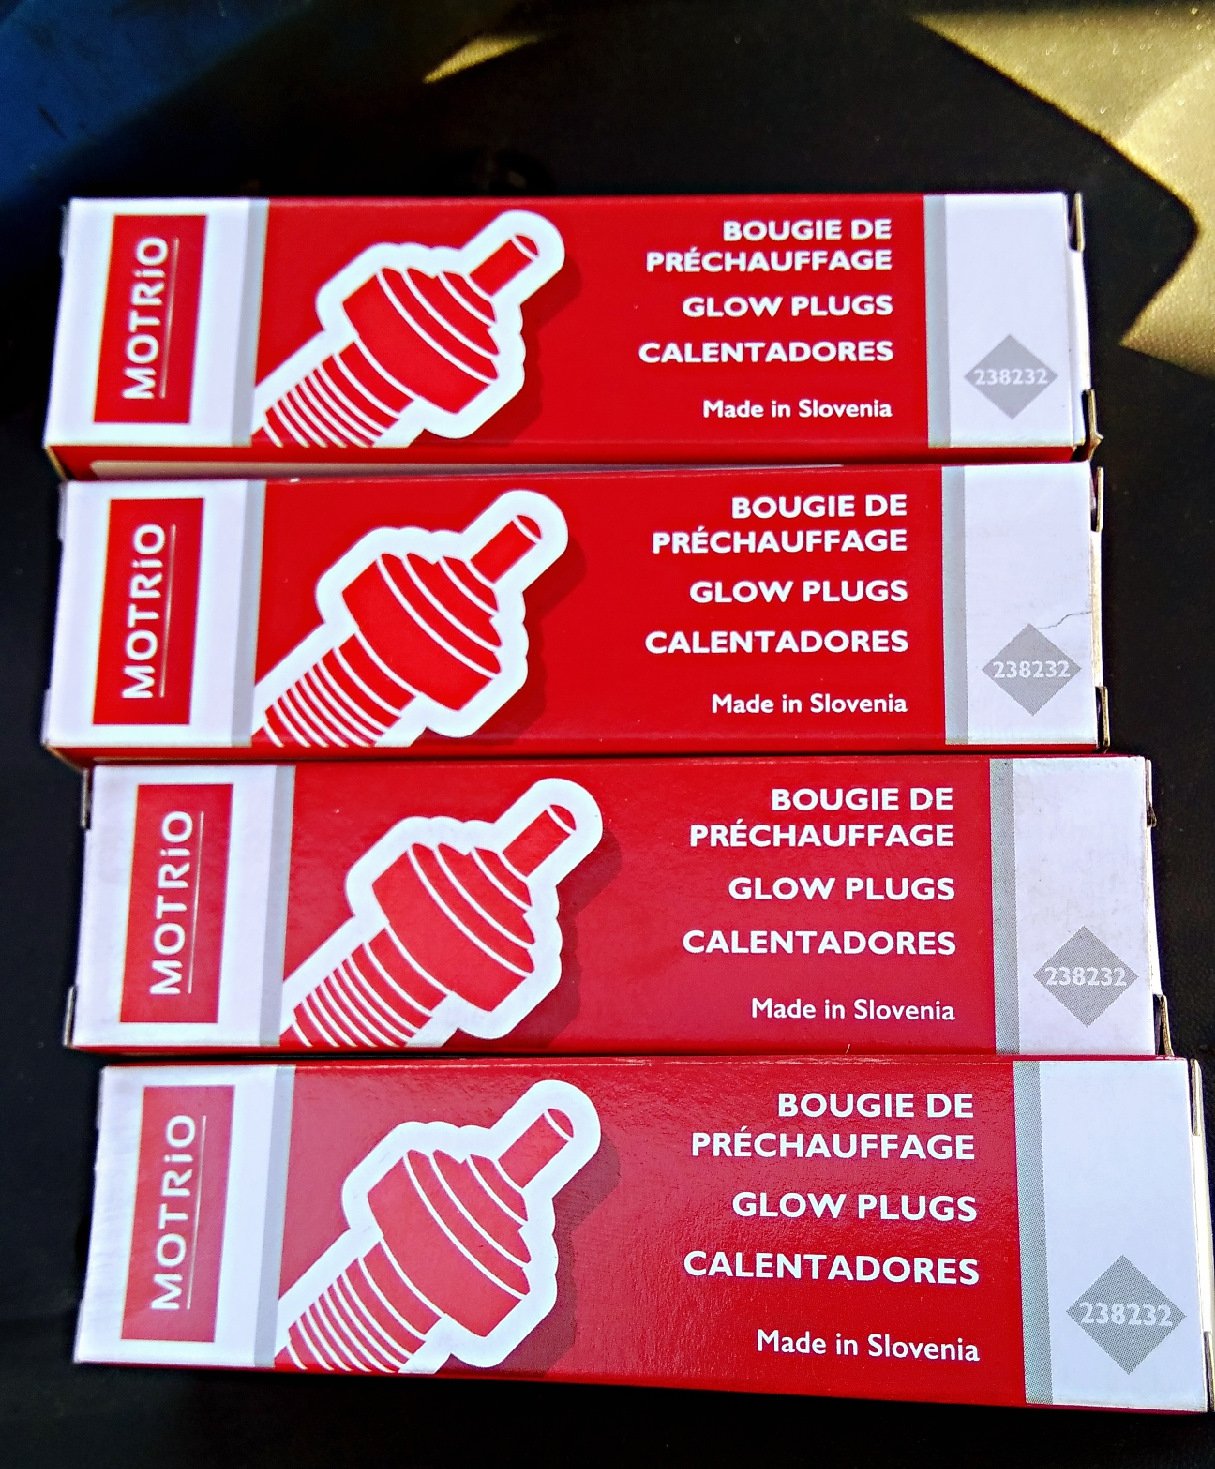 MOTRiO
BOUGIE DE
PRÉCHAUFFAGE
GLOW PLUGS
CALENTADORES
Made in Slovenia
238232
MOTRiO
BOUGIE DE
PRÉCHAUFFAGE
GLOW PLUGS
CALENTADORES
Made in Slovenia
238232
MOTRiO
BOUGIE DE
PRÉCHAUFFAGE
GLOW PLUGS
CALENTADORES
Made in Slovenia
238232
MOTRiO
BOUGIE DE
PRÉCHAUFFAGE
GLOW PLUGS
CALENTADORES
Made in Slovenia
238232